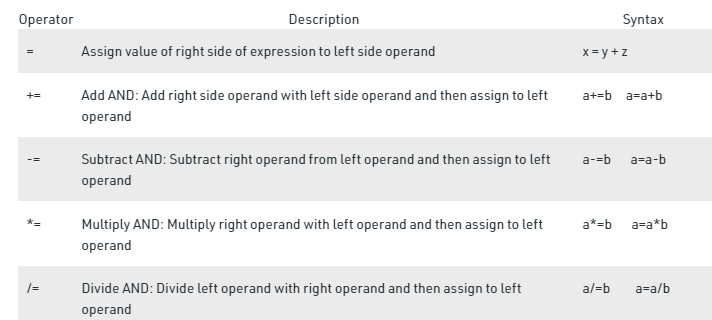 Operator Description Syntax
= Assign value of right side of expression to left side operand x = y + z
+= Add AND: Add right side operand with left side operand and then assign to left a+=b a=a+b
operand
-= Subtract AND: Subtract right operand from left operand and then assign to left a-=b a=a-b
operand
*= Multiply AND: Multiply right operand with left operand and then assign to left a*=b a=a*b
operand
/= Divide AND: Divide left operand with right operand and then assign to left a/=b a=a/b
operand